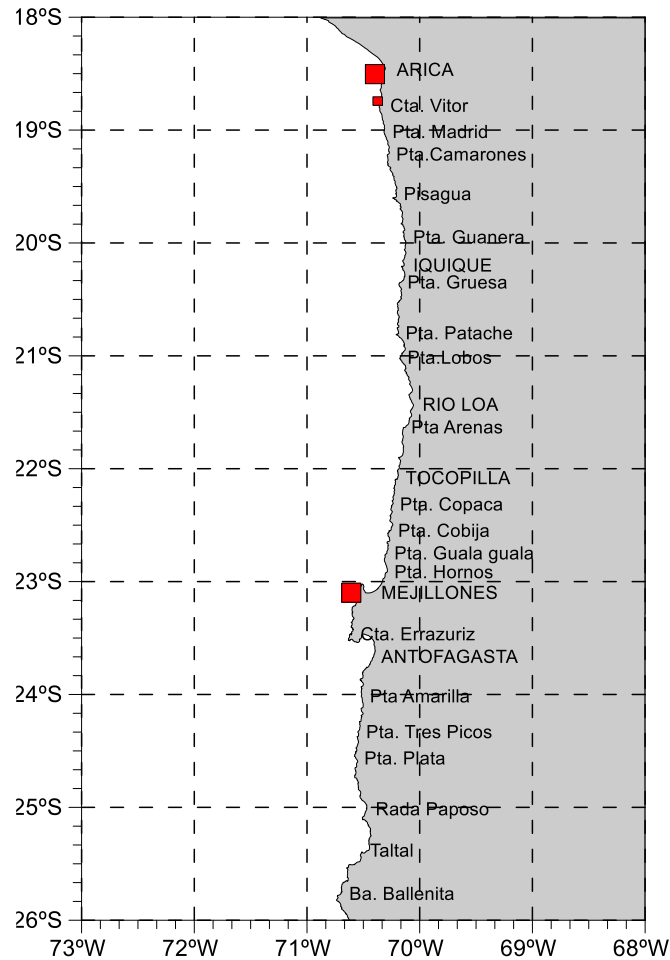 18ºS
ARICA
Cta. Vitor
19ºS
Pta. Madrid
Pta.Camarones
Pisagua
Pta. Guanera
20ºS
IQUIQUE
Pta. Gruesa
Pta. Patache
21ºS
Pta.Lobos
RIO LOA
Pta Arenas
22ºS
TOCOPILLA
Pta. Copaca
Pta. Cobija
Pta. Guala guala
Pta. Hornos
23ºS
MEJILLONES
Cta. Errazuriz
ANTOFAGASTA
24ºS
Pta Amarilla
Pta. Tres Picos
Pta. Plata
25ºS
Rada Paposo
Taltal
Ba. Ballenita
26ºS
73ºW 72ºW 71ºW 70ºW 69ºW 68ºW